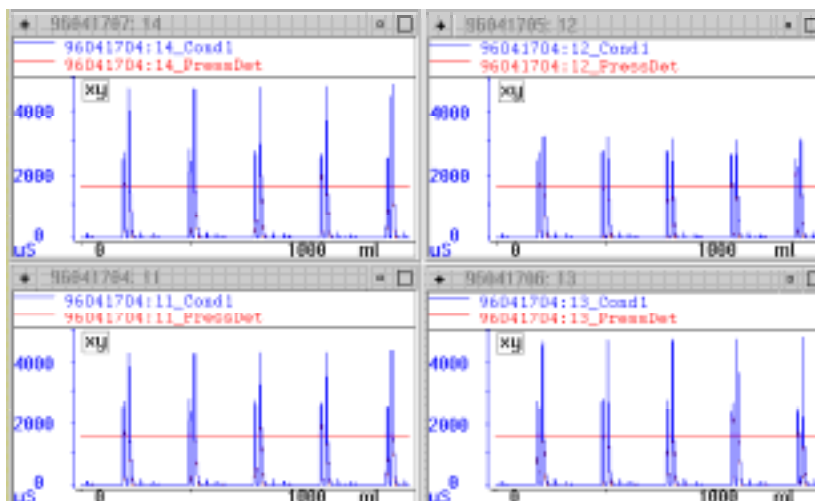 96041707: 14
96041704:14_Cond1
96041704:14_PressDet
xy
4000
2000
0
uS
0
1000
ml
96041705: 12
96041704:12_Cond1
96041704:12_PressDet
xy
4000
2000
0
uS
0
1000
ml
96041704: 11
96041704:11_Cond1
96041704:11_PressDet
xy
4000
2000
0
uS
0
1000
ml
96041706: 13
96041704:13_Cond1
96041704:13_PressDet
xy
4000
2000
0
uS
0
1000
ml